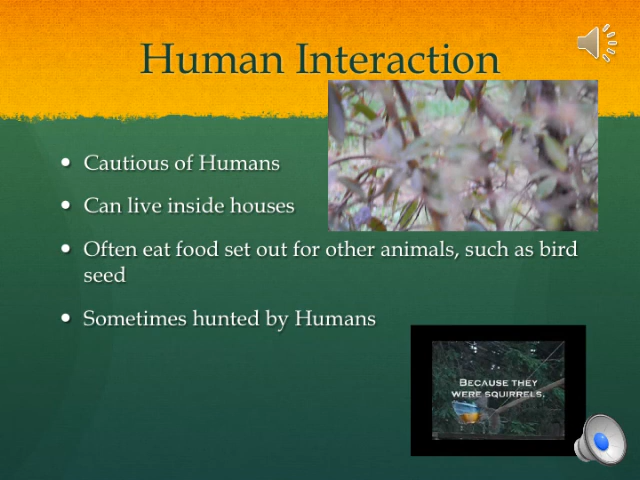 Human Interaction
Cautious of Humans
Can live inside houses
Often eat food set out for other animals, such as bird
seed
Sometimes hunted by Humans
Because they
were squirrels.